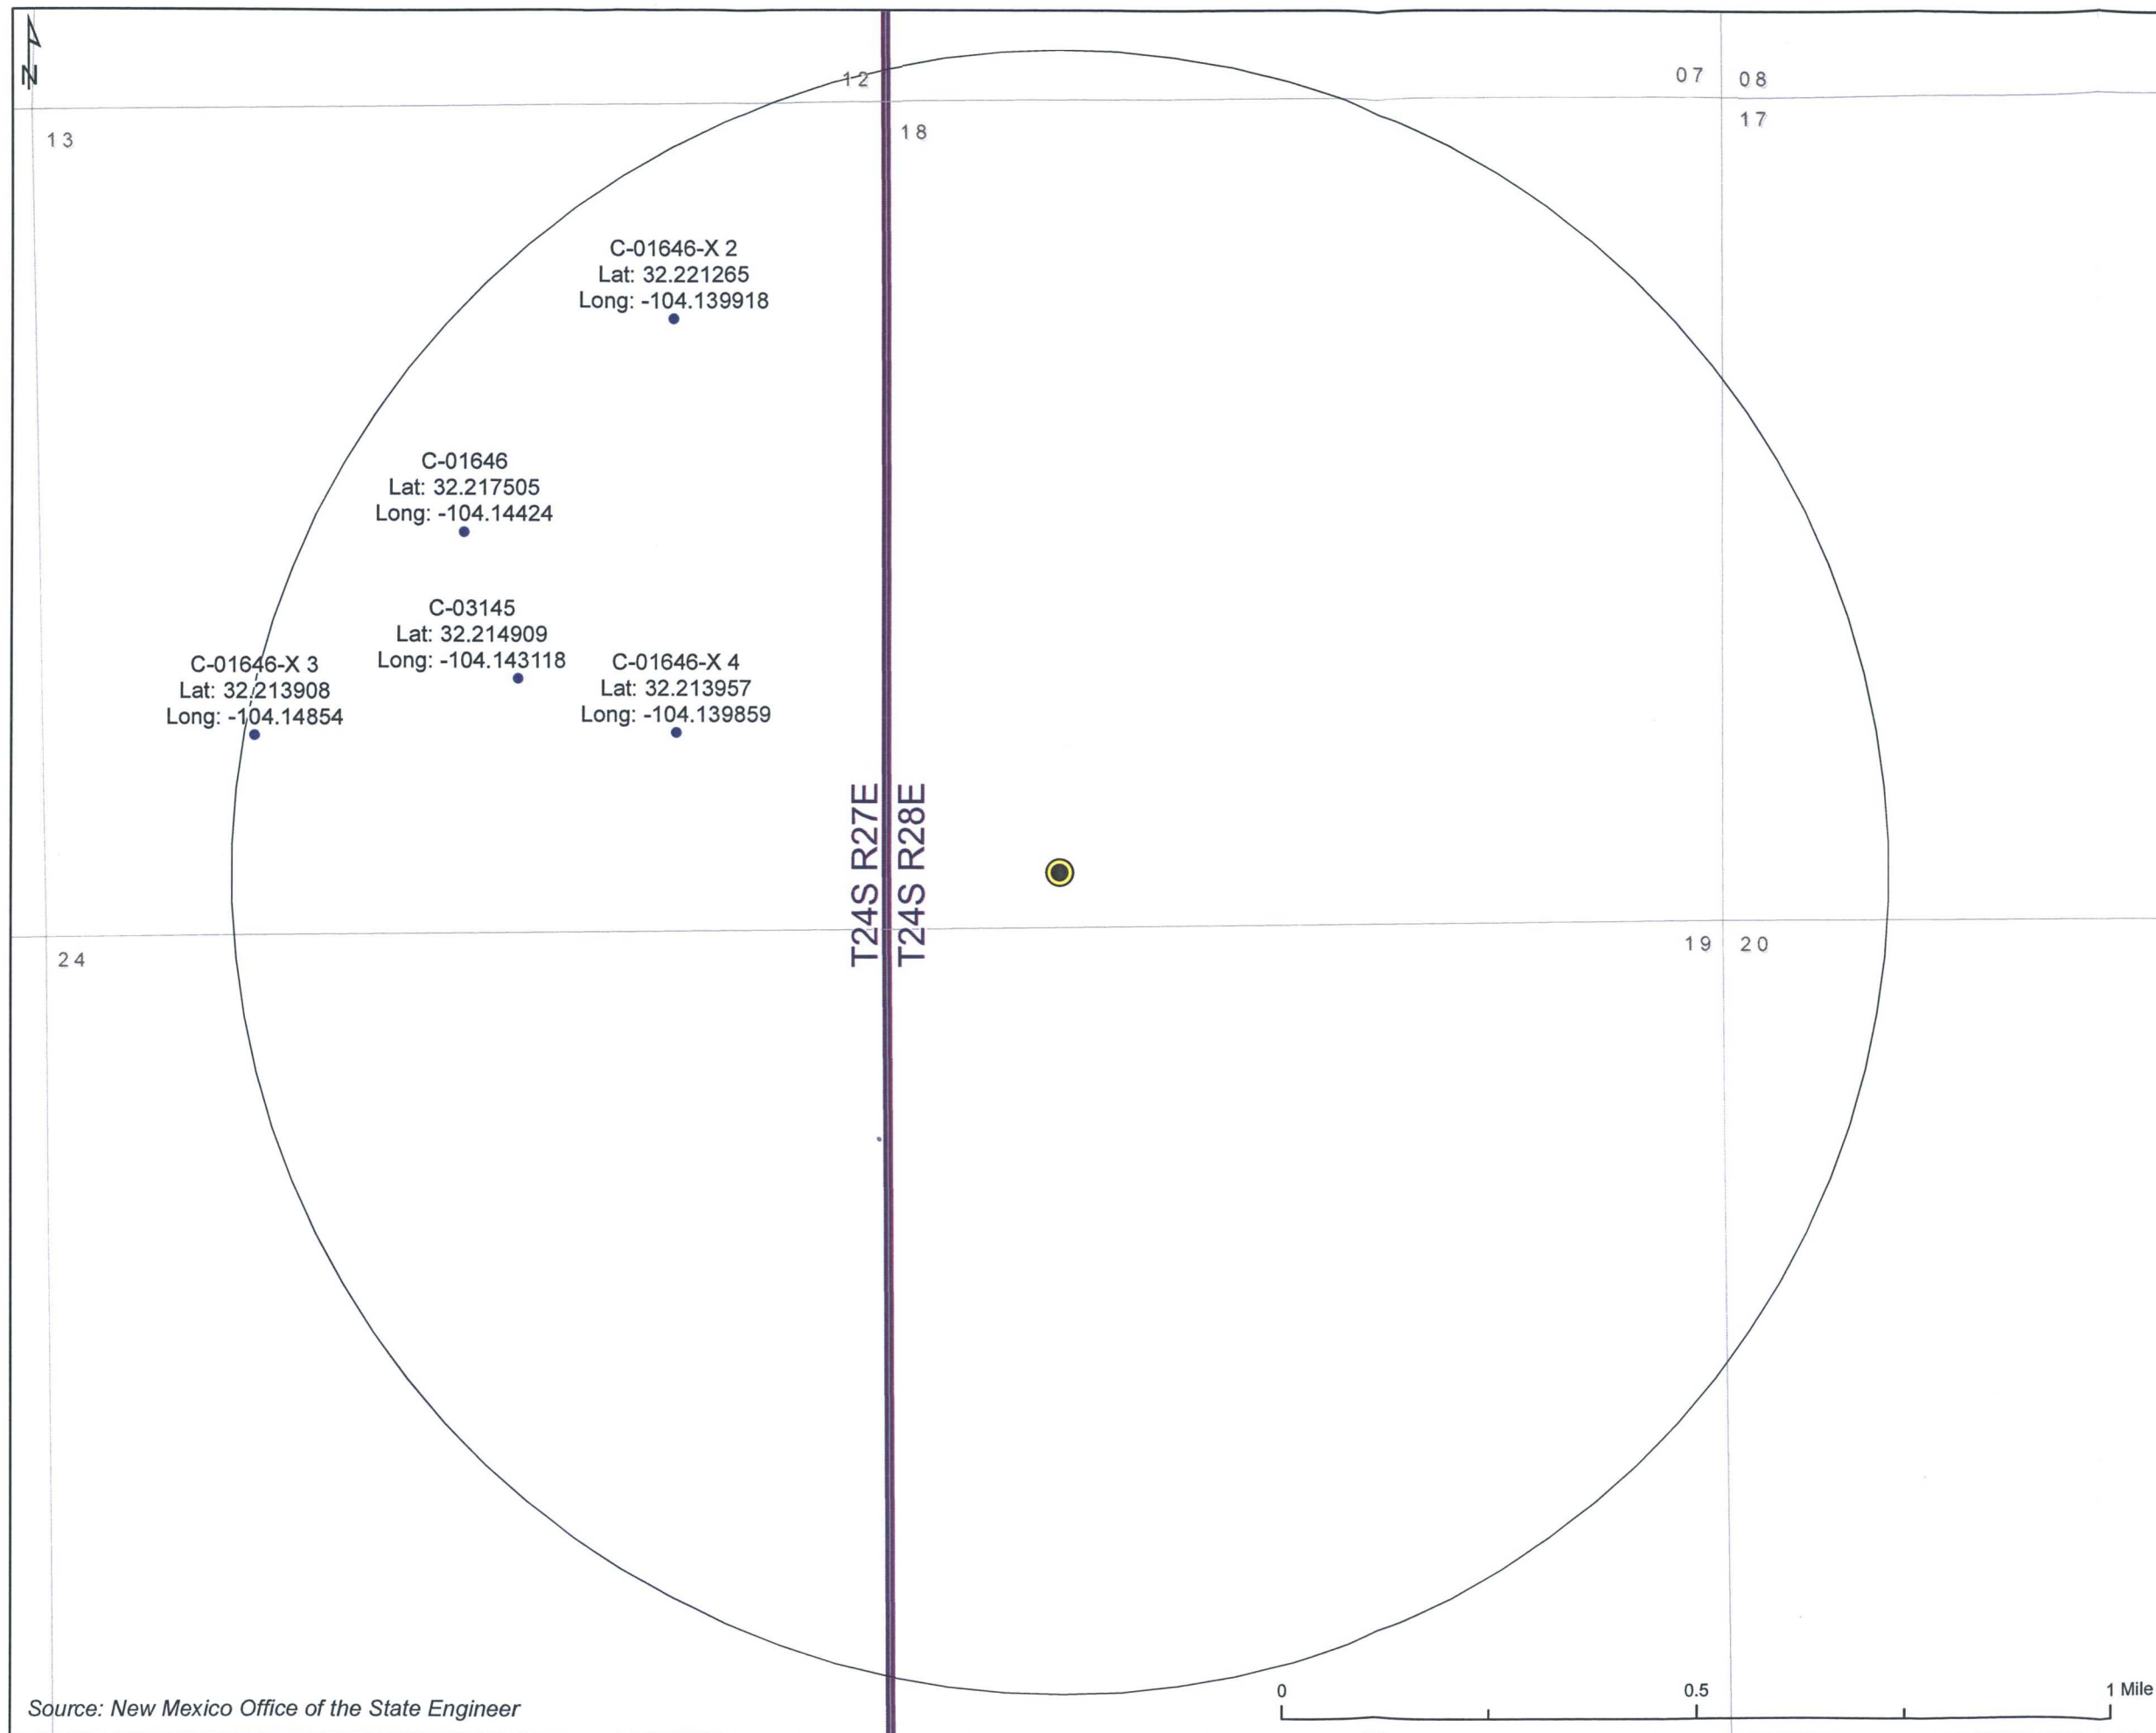 N
12
07
08
13
18
17
C-01646-X 2
Lat: 32.221265
Long: -104.139918
C-01646
Lat: 32.217505
Long: -104.14424
C-03145
Lat: 32.214909
Long: -104.143118
C-01646-X 3
Lat: 32.213908
Long: -104.14854
C-01646-X 4
Lat: 32.213957
Long: -104.139859
T24S R27E
T24S R28E
24
19
20
Source: New Mexico Office of the State Engineer
0
0.5
1 Mile